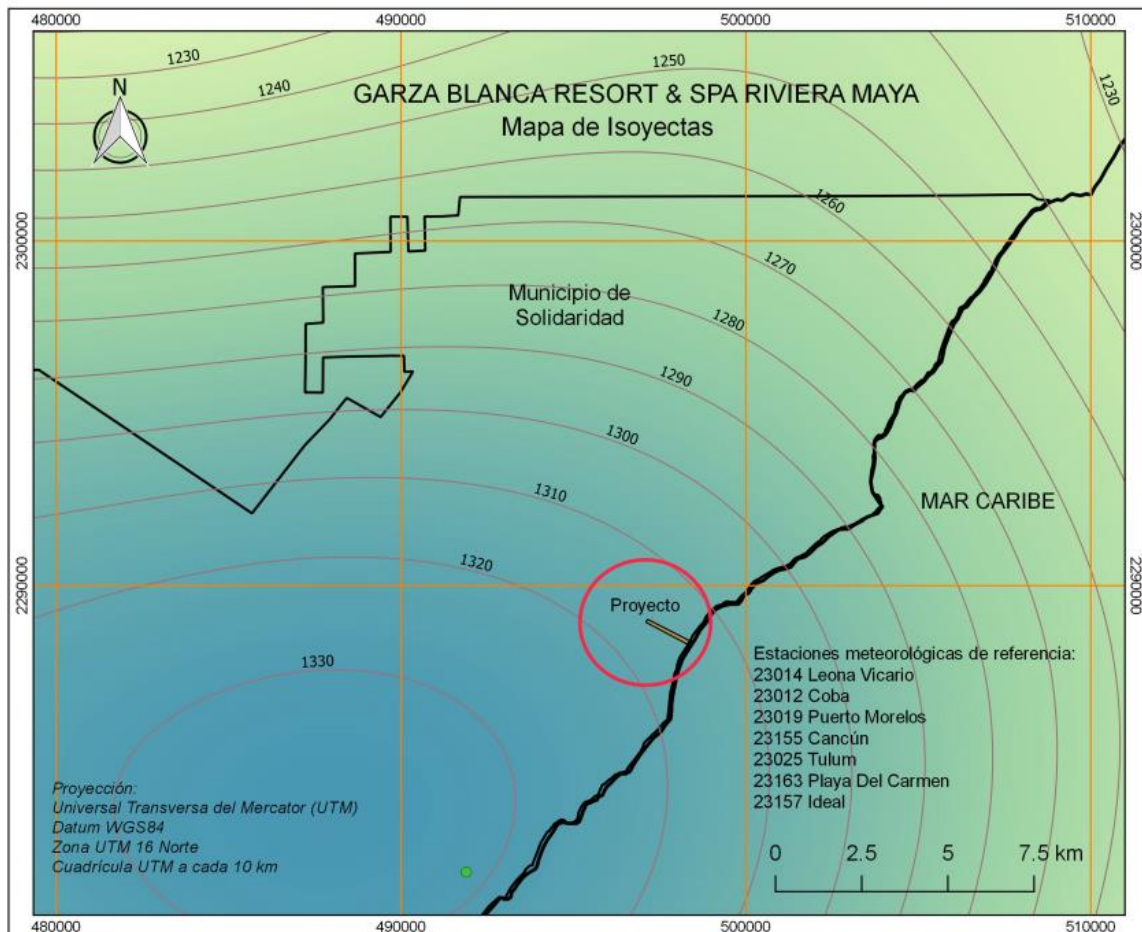 480000
490000
500000
510000
1230
1250
1240
1230
N
GARZA BLANCA RESORT & SPA RIVIERA MAYA
Mapa de Isoyectas
1260
2300000
2300000
1270
Municipio de
Solidaridad
1280
1290
1300
1310
MAR CARIBE
1320
2290000
2290000
Proyecto
1330
Estaciones meteorológicas de referencia:
23014 Leona Vicario
23012 Coba
23019 Puerto Morelos
23155 Cancún
23025 Tulum
23163 Playa Del Carmen
23157 Ideal
Proyección:
Universal Transversa del Mercator (UTM)
Datum WGS84
Zona UTM 16 Norte
Cuadrícula UTM a cada 10 km
0 2.5 5 7.5 km
480000
490000
500000
510000